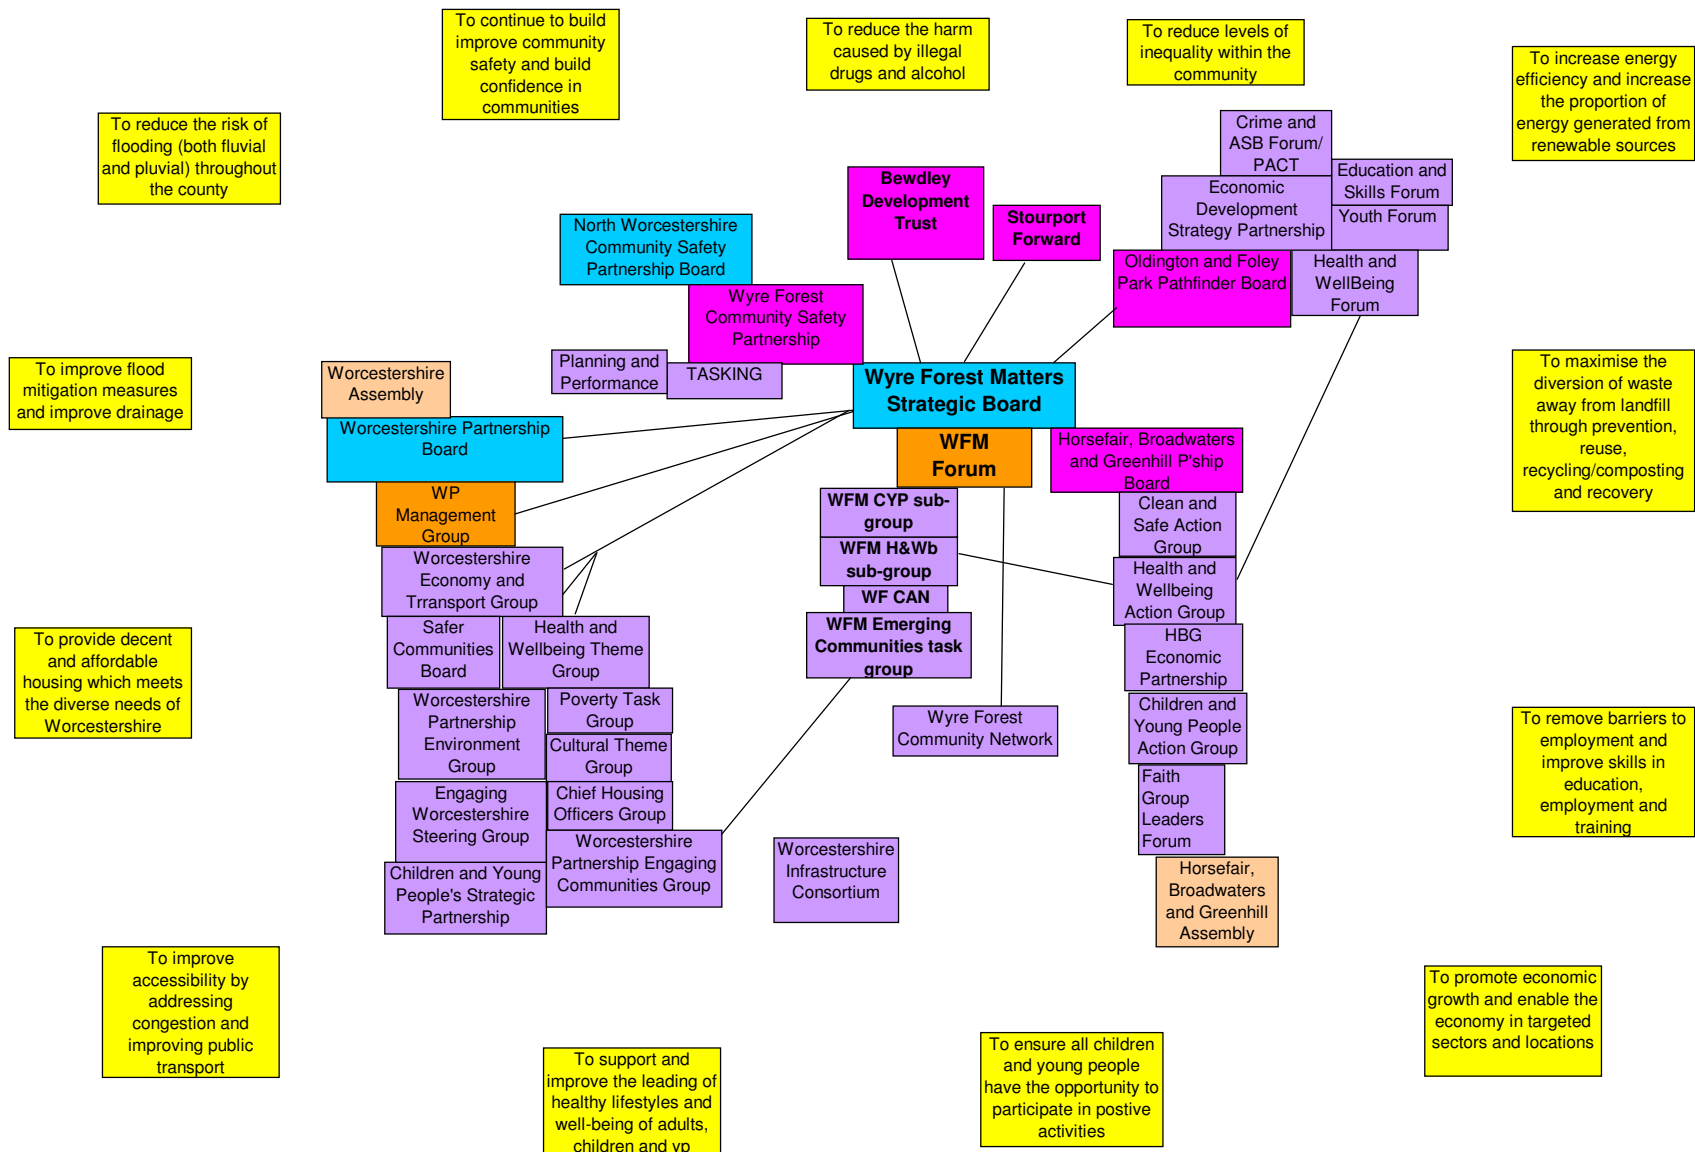 To continue to build
improve community
safety and build
confidence in
communities
To reduce the harm
caused by illegal
drugs and alcohol
To reduce levels of
inequality within the
community
To increase energy
efficiency and increase
the proportion of
energy generated from
renewable sources
To reduce the risk of
flooding (both fluvial
and pluvial) throughout
the county
Crime and
ASB Forum/
PACT
Education and
Skills Forum
Economic
Development
Strategy Partnership
Youth Forum
Bewdley
Development
Trust
Stourport
Forward
North Worcestershire
Community Safety
Partnership Board
Oldington and Foley
Park Pathfinder Board
Health and
WellBeing
Forum
Wyre Forest
Community Safety
Partnership
Planning and
Performance
TASKING
To improve flood
mitigation measures
and improve drainage
Worcestershire
Assembly
Worcestershire Partnership
Board
WP
Management
Group
Wyre Forest Matters
Strategic Board
WFM
Forum
Horsefair, Broadwaters
and Greenhill P'ship
Board
To maximise the
diversion of waste
away from landfill
through prevention,
reuse,
recycling/composting
and recovery
WFM CYP sub-
group
WFM H&Wb
sub-group
WF CAN
WFM Emerging
Communities task
group
Clean and
Safe Action
Group
Health and
Wellbeing
Action Group
HBG
Economic
Partnership
Children and
Young People
Action Group
Faith
Group
Leaders
Forum
Horsefair,
Broadwaters
and Greenhill
Assembly
Worcestershire
Economy and
Trransport Group
Safer
Communities
Board
Health and
Wellbeing Theme
Group
Worcestershire
Partnership
Environment
Group
Poverty Task
Group
Cultural Theme
Group
Engaging
Worcestershire
Steering Group
Chief Housing
Officers Group
Children and Young
People's Strategic
Partnership
Worcestershire
Partnership Engaging
Communities Group
Wyre Forest
Community Network
Worcestershire
Infrastructure
Consortium
To provide decent
and affordable
housing which meets
the diverse needs of
Worcestershire
To remove barriers to
employment and
improve skills in
education,
employment and
training
To improve
accessibility by
addressing
congestion and
improving public
transport
To support and
improve the leading of
healthy lifestyles and
well-being of adults,
children and yp
To ensure all children
and young people
have the opportunity to
participate in postive
activities
To promote economic
growth and enable the
economy in targeted
sectors and locations